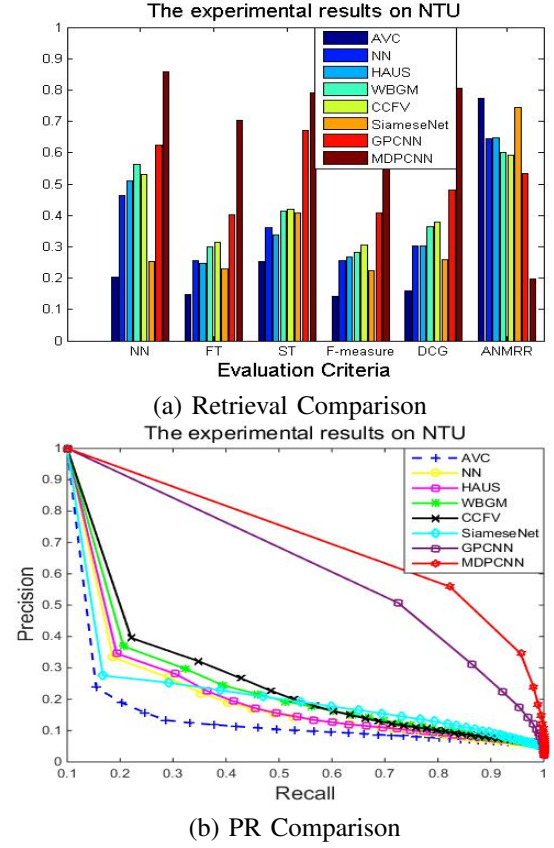 The experimental results on NTU
1
0.9
0.8
0.7
0.6
0.5
0.4
0.3
0.2
0.1
0
AVC
NN
HAUS
WBGM
CCFV
SiameseNet
GPCNN
MDPCNN
NN FT ST F-measure DCG ANMRR
Evaluation Criteria
(a) Retrieval Comparison
The experimental results on NTU
Precision
1
0.9
0.8
0.7
0.6
0.5
0.4
0.3
0.2
0.1
0
AVC
NN
HAUS
WBGM
CCFV
SiameseNet
GPCNN
MDPCNN
0.1 0.2 0.3 0.4 0.5 0.6 0.7 0.8 0.9 1
Recall
(b) PR Comparison